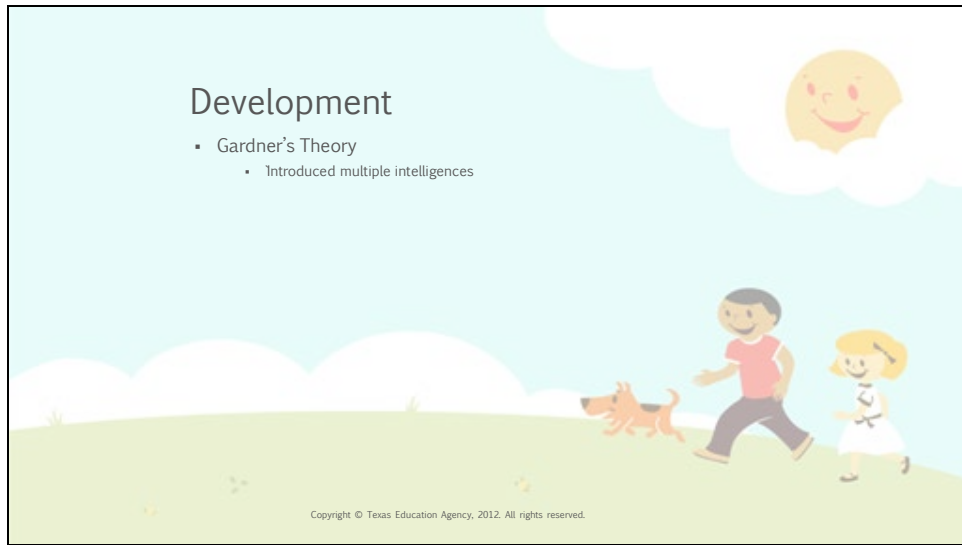 Development
▪ Gardner's Theory
▪ Introduced multiple intelligences
Copyright © Texas Education Agency, 2012. All rights reserved.